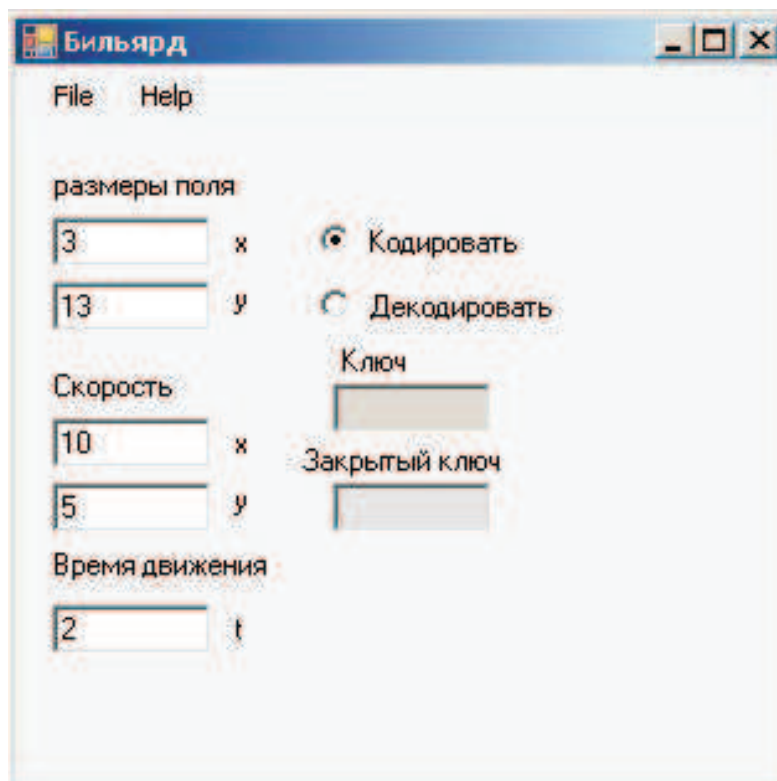 Бильярд
File Help
размеры поля
3 x
13 y
Кодировать
Декодировать
Ключ
Скорость
10 x
5 y
Закрытый ключ
Время движения
2 t